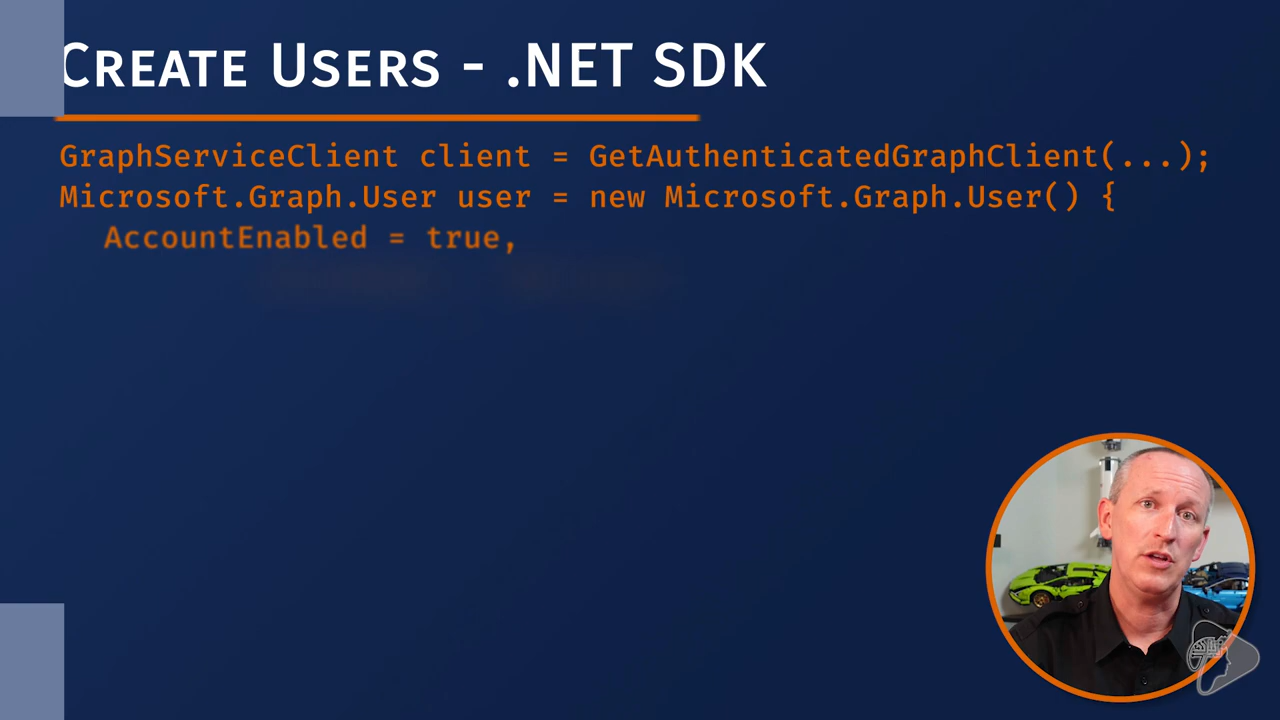 Create Users - .NET SDK
GraphServiceClient client = GetAuthenticatedGraphClient(...);
Microsoft.Graph.User user = new Microsoft.Graph.User() {
AccountEnabled = true,